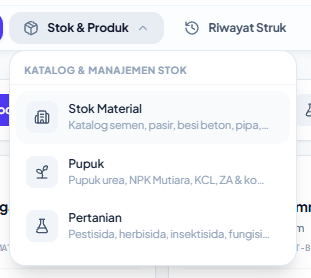 Stok & Produk
Riwayat Struk
KATALOG & MANAJEMEN STOK
Stok Material
Katalog semen, pasir, besi beton, pipa,...
Pupuk
Pupuk urea, NPK Mutiara, KCL, ZA & ko...
Pertanian
Pestisida, herbisida, insektisida, fungisi...